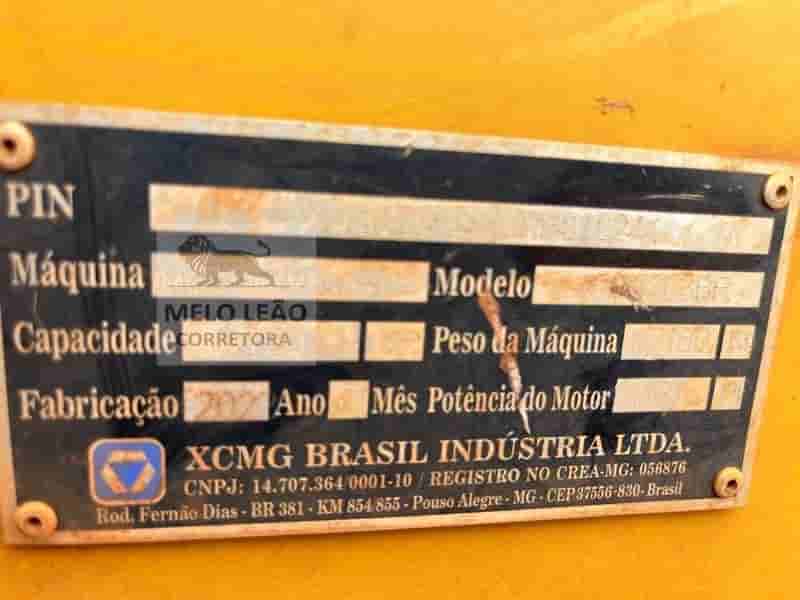 PIN
Máquina Modelo
MELO LEÃO
CORRETORA
Capacidade Peso da Máquina
Fabricação Ano Mês Potência do Motor
XCMG BRASIL INDÚSTRIA LTDA.
CNPJ: 14.707.364/0001-10 / REGISTRO NO CREA-MG: 056876
Rod. Fernão Dias - BR 381 - KM 854/855 - Pouso Alegre - MG - CEP 37556-830 - Brasil